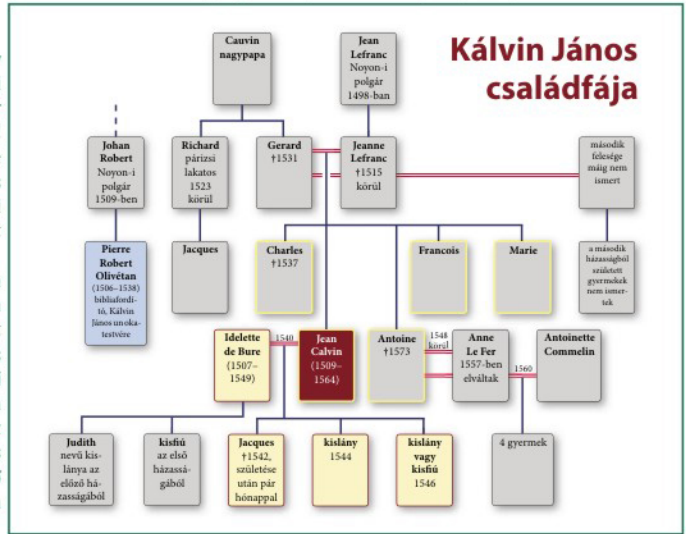 Kálvin János
családfája
Cauvin
nagypapa
Jean
Lefranc
Noyon-i
polgár
1498-ban
Johan
Robert
Noyon-i
polgár
1509-ben
Richard
párizsi
lakatos
1523
körül
Gerard
†1531
Jeanne
Lefranc
†1515
körül
második
felesége
máig nem
ismert
Pierre
Robert
Olivétan
(1506–1538)
bibliafordí-
tó, Kálvin
János unoka-
testvére
Jacques
Charles
†1537
Francois
Marie
a második
házasságból
született
gyermekek
nem ismer-
tek
Idelette
de Bure
(1507–
1549)
1540
Jean
Calvin
(1509–
1564)
Antoine
†1573
1548
körül
Anne
Le Fer
1557-ben
elváltak
1560
Antoinette
Commelin
Judith
nevű kis-
lánya az
előző há-
zasságából
kisfiú
az első
házassá-
gából
Jacques
†1542,
születése
után pár
hónappal
kislány
1544
kislány
vagy
kisfiú
1546
4 gyermek